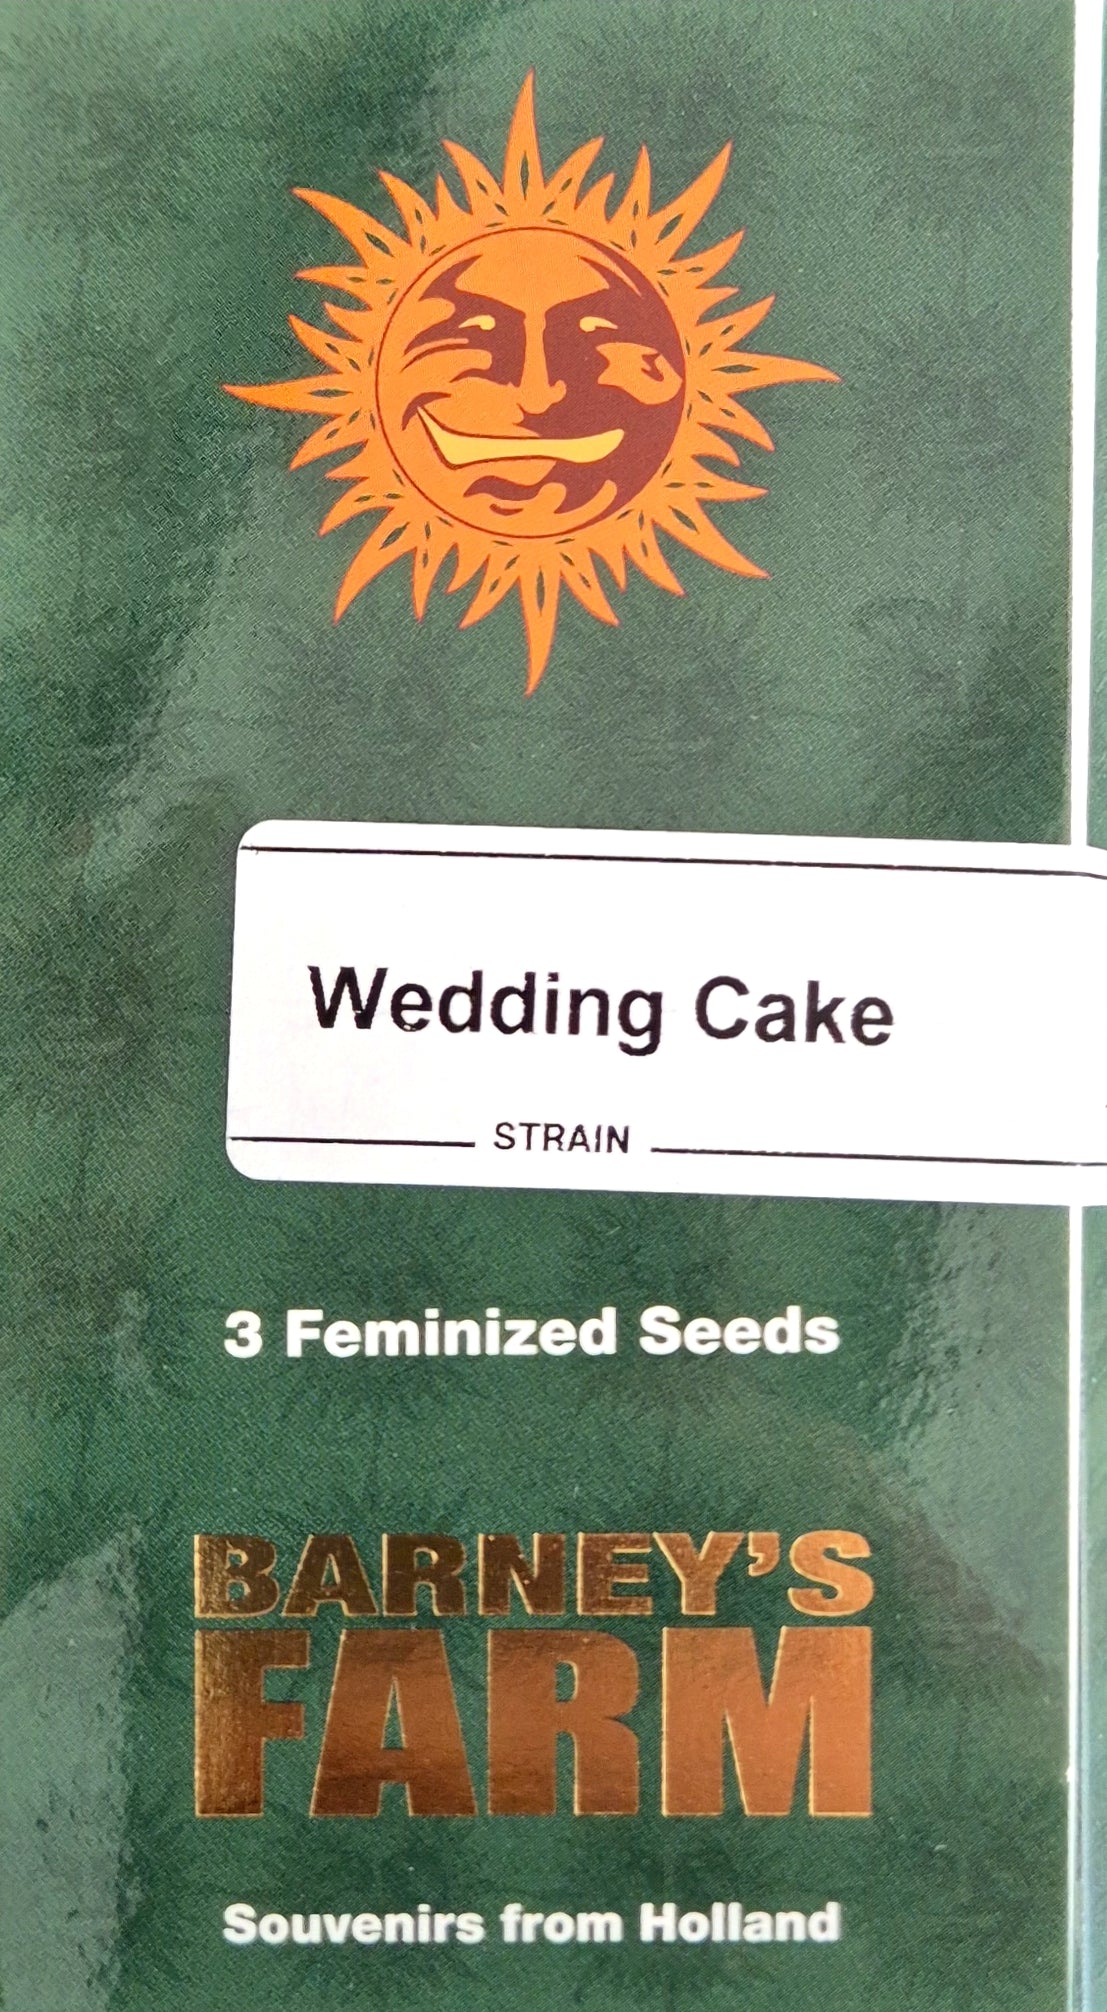 Wedding Cake
STRAIN
3 Feminized Seeds
BARNEY'S
FARM
Souvenirs from Holland